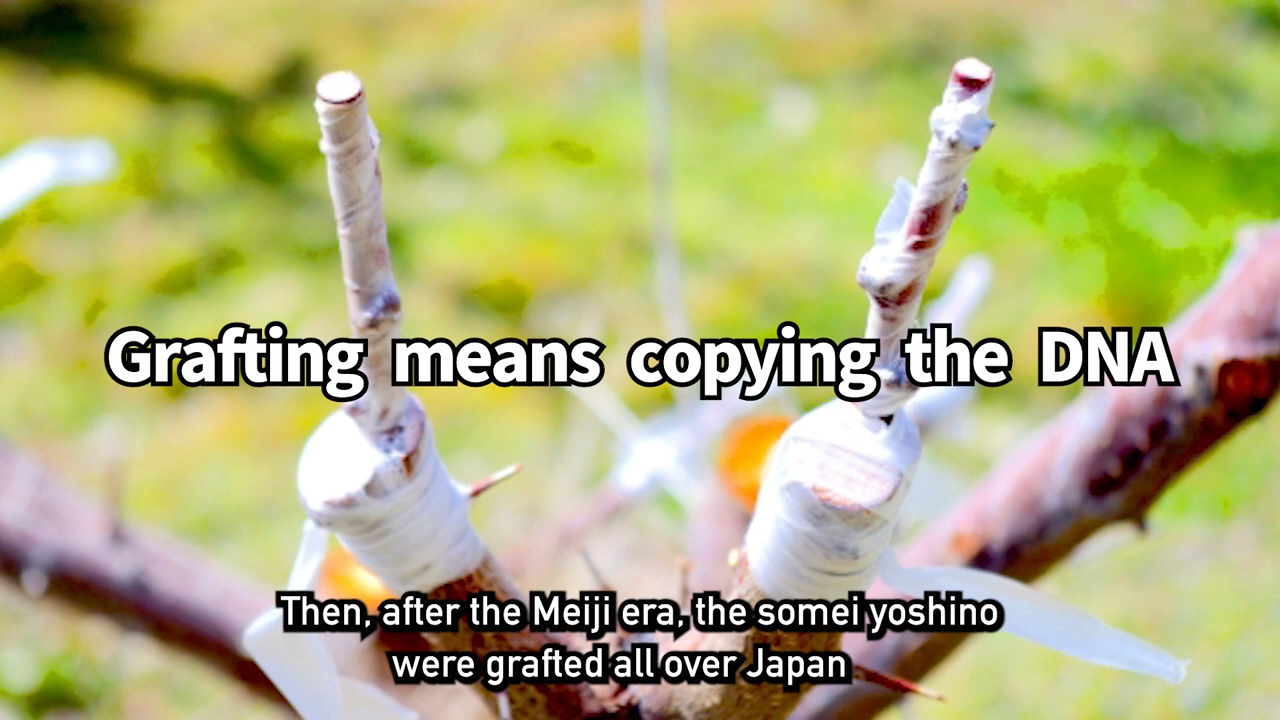 Grafting means copying the DNA
Then, after the Meiji era, the somei yoshino
were grafted all over Japan